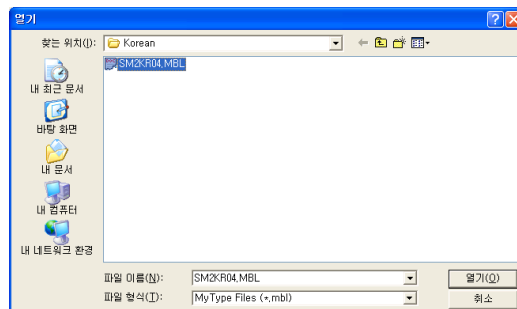 열기
찾는 위치(I):
Korean
SM2KR04.MBL
내 최근 문서
바탕 화면
내 문서
내 컴퓨터
내 네트워크 환경
파일 이름(N): SM2KR04.MBL 열기(O)
파일 형식(T): MyType Files (*.mbl) 취소